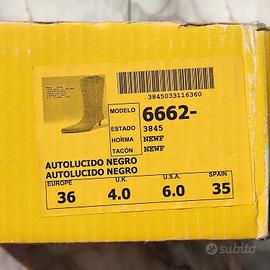 3845033116360
MODELO 6662-
ESTADO 3845
HORMA NEWF
TACÓN NEWF
AUTOLUCIDO NEGRO
AUTOLUCIDO NEGRO
EUROPE U.K. U.S.A. SPAIN
36 4.0 6.0 35
subito